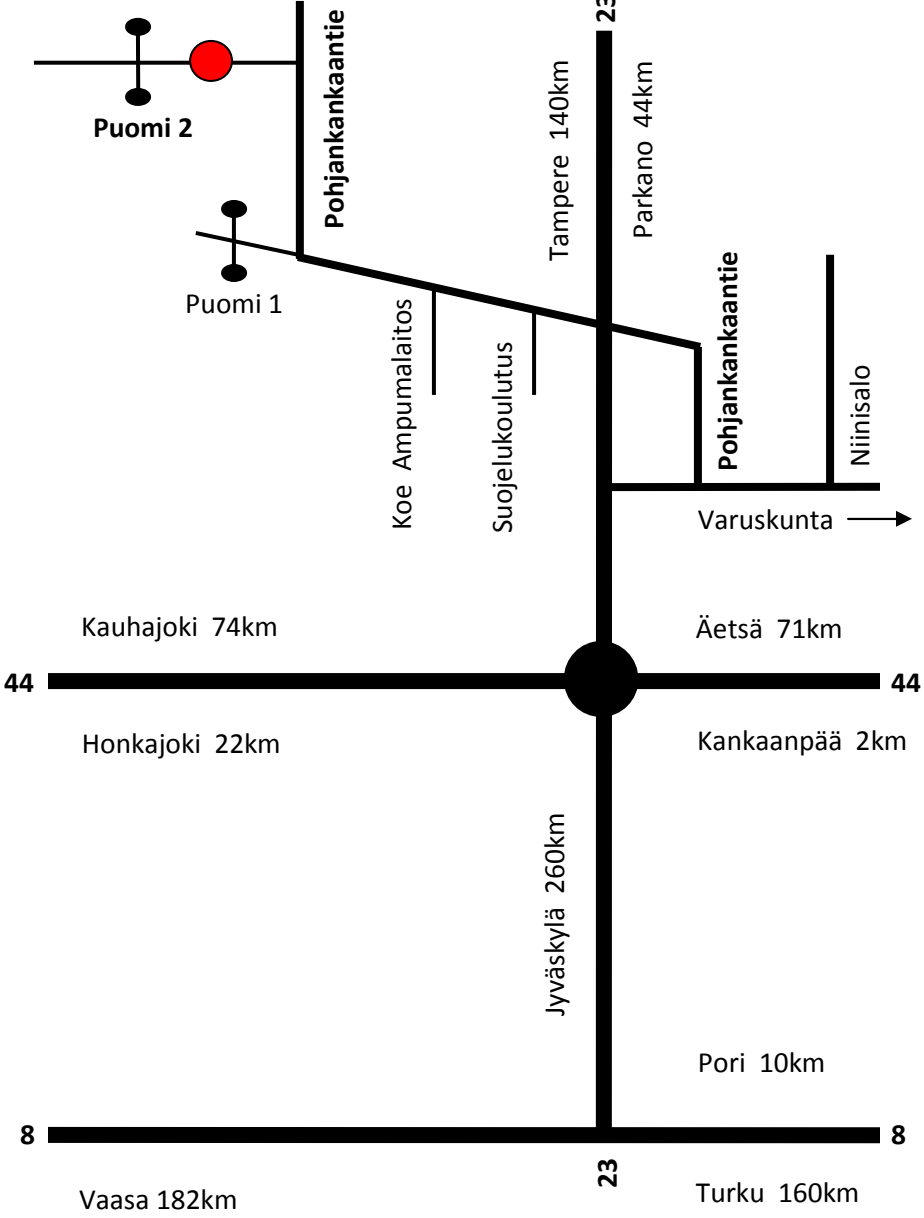 23
Puomi 2
Pohjankankaantie
Tampere 140km
Parkano 44km
Puomi 1
Koe Ampumalaitos
Suojelukoulutus
Pohjankankaantie
Niinisalo
Varuskunta
Kauhajoki 74km
Äetsä 71km
44
44
Honkajoki 22km
Kankaanpää 2km
Jyväskylä 260km
Pori 10km
8
8
23
Vaasa 182km
Turku 160km